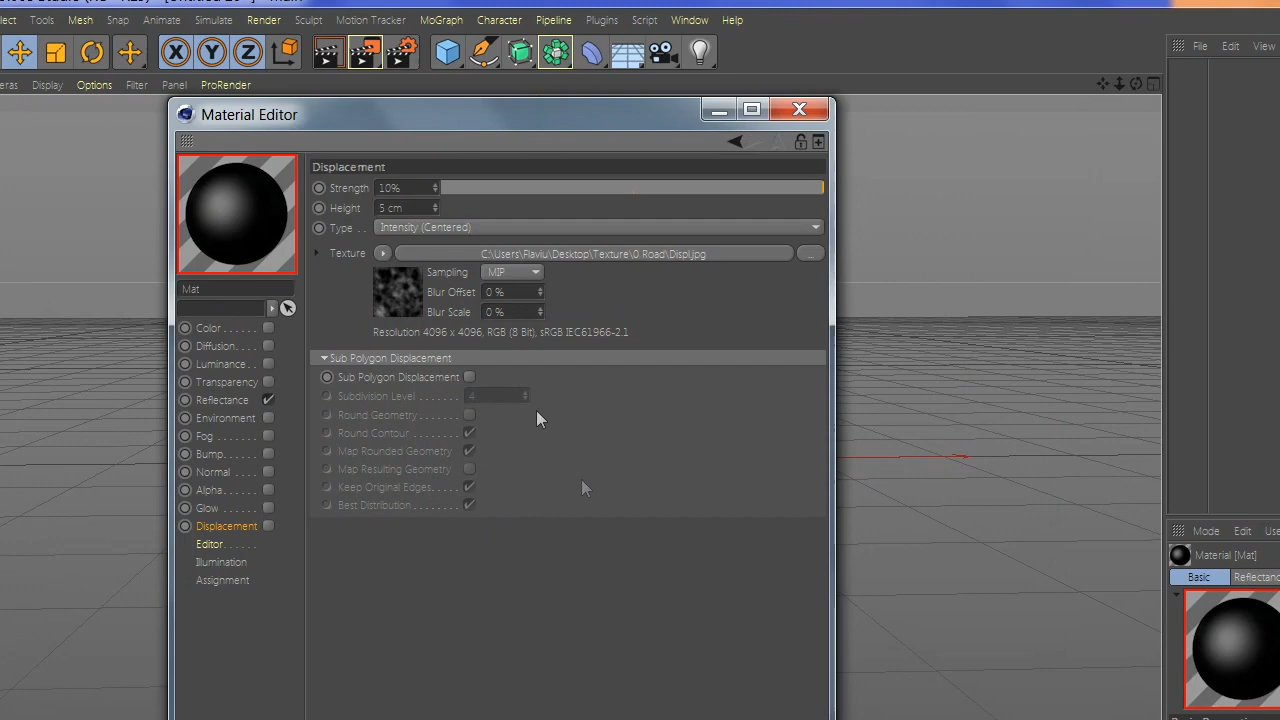 lect Tools Mesh Snap Animate Simulate Render Sculpt Motion Tracker MoGraph Character Pipeline Plugins Script Window Help
X Y Z
File Edit View
eras Display Options Filter Panel ProRender
Material Editor
Displacement
Strength 10%
Height 5 cm
Type . . Intensity (Centered)
Texture C:\Users\Flaviu\Desktop\Texture\0 Road\Displ.jpg ...
Sampling MIP
Blur Offset 0 %
Blur Scale 0 %
Resolution 4096 x 4096, RGB (8 Bit), sRGB IEC61966-2.1
Mat
Color . . . . . .
Diffusion. . . . .
Luminance. . . .
Transparency
Reflectance
Environment
Fog . . . . . . .
Bump. . . . . . .
Normal . . . . .
Alpha. . . . . .
Glow . . . . . .
Displacement
Editor. . . . . .
Illumination
Assignment
Sub Polygon Displacement
Sub Polygon Displacement
Subdivision Level . . . . . . . 4
Round Geometry. . . . . . .
Round Contour . . . . . . . .
Map Rounded Geometry
Map Resulting Geometry
Keep Original Edges. . . . .
Best Distribution . . . . . . . .
Mode Edit Use
Material [Mat]
Basic Reflectanc